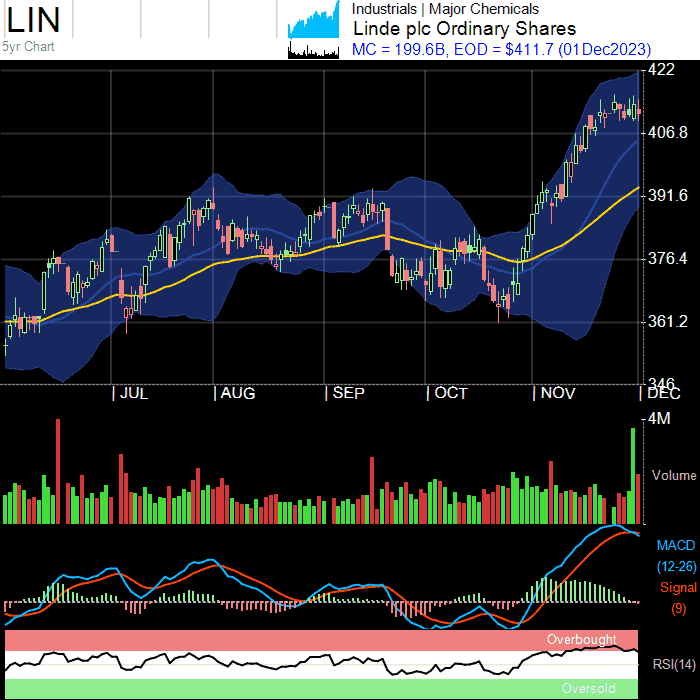 LIN
5yr Chart
Industrials | Major Chemicals
Linde plc Ordinary Shares
MC = 199.6B, EOD = $411.7 (01Dec2023)
422
406.8
391.6
376.4
361.2
346
JUL AUG SEP OCT NOV DEC
4M
Volume
MACD
(12-26)
Signal
(9)
Overbought
RSI(14)
Oversold